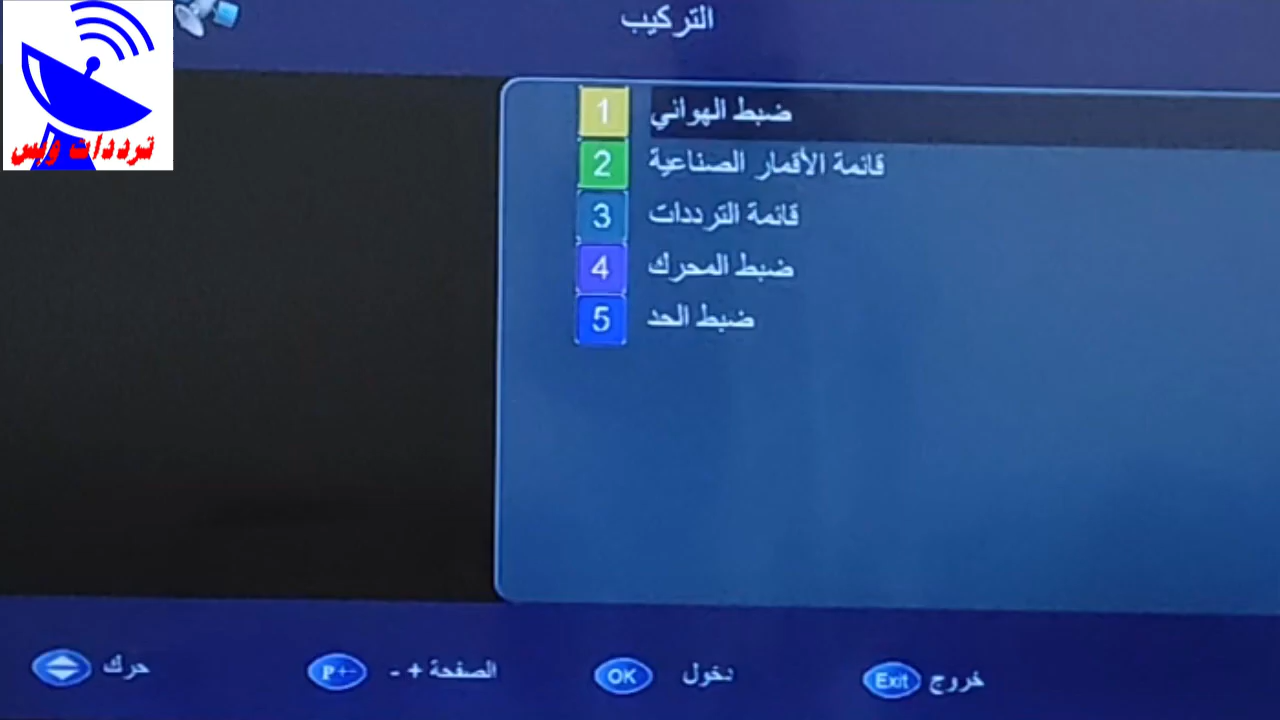 التركيب
ترددات ويس
1 ضبط الهوائي
2 قائمة الأقمار الصناعية
3 قائمة الترددات
4 ضبط المحرك
5 ضبط الحد
حرك
P+- الصفحة + -
OK دخول
Exit خروج